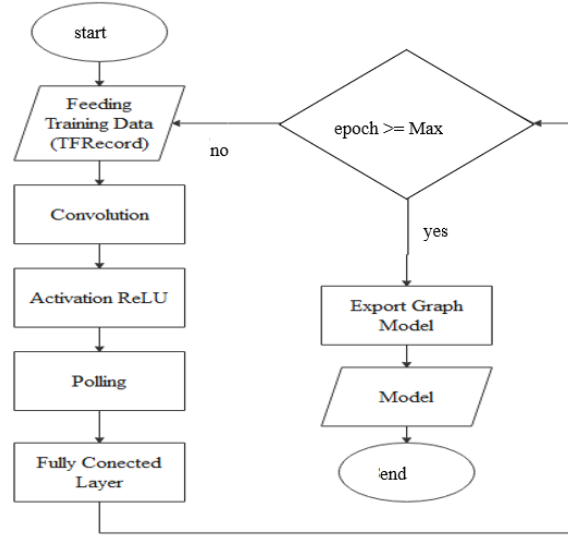 start
Feeding
Training Data
(TFRecord)
Convolution
Activation ReLU
Polling
Fully Conected
Layer
epoch >= Max
no
yes
Export Graph
Model
Model
end